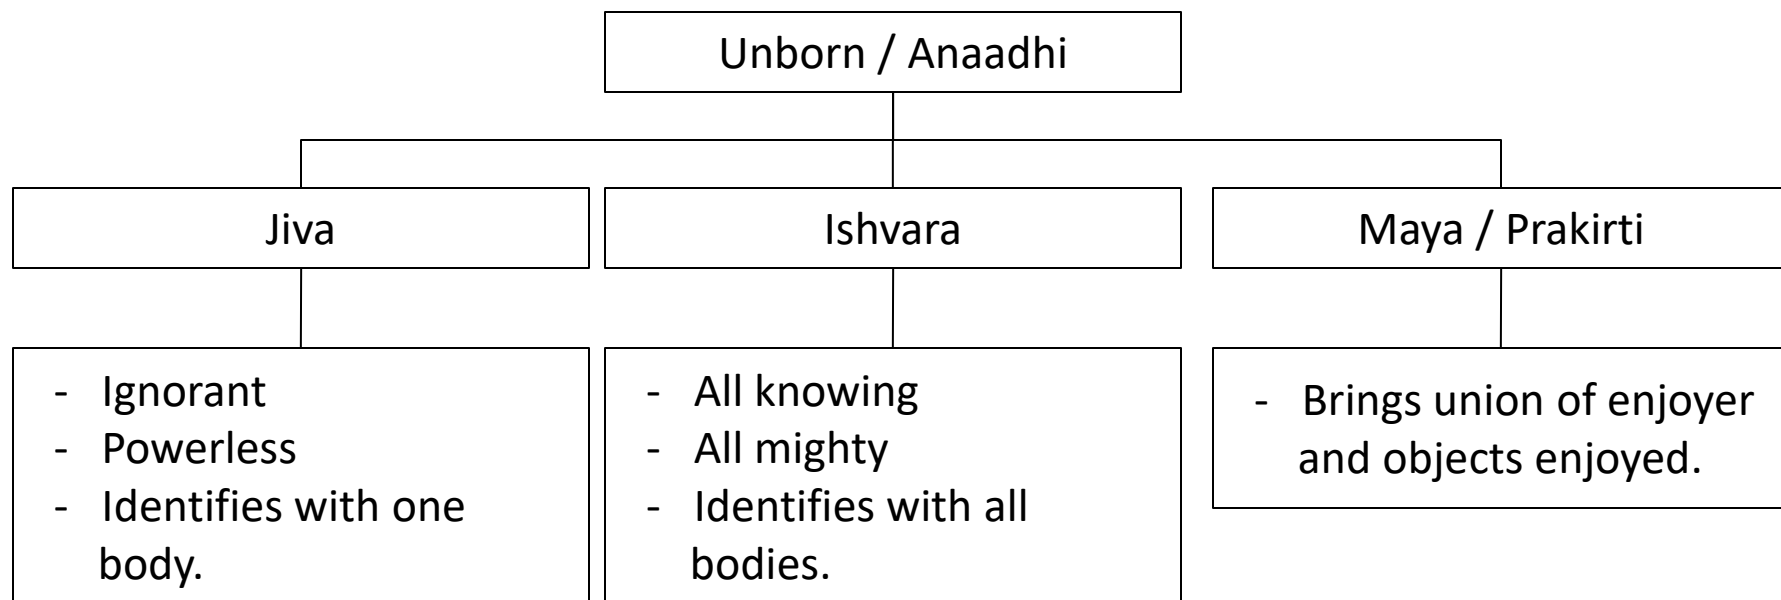 Unborn / Anaadhi
Jiva
Ishvara
Maya / Prakirti
- Ignorant
- Powerless
- Identifies with one
body.
- All knowing
- All mighty
- Identifies with all
bodies.
- Brings union of enjoyer
and objects enjoyed.